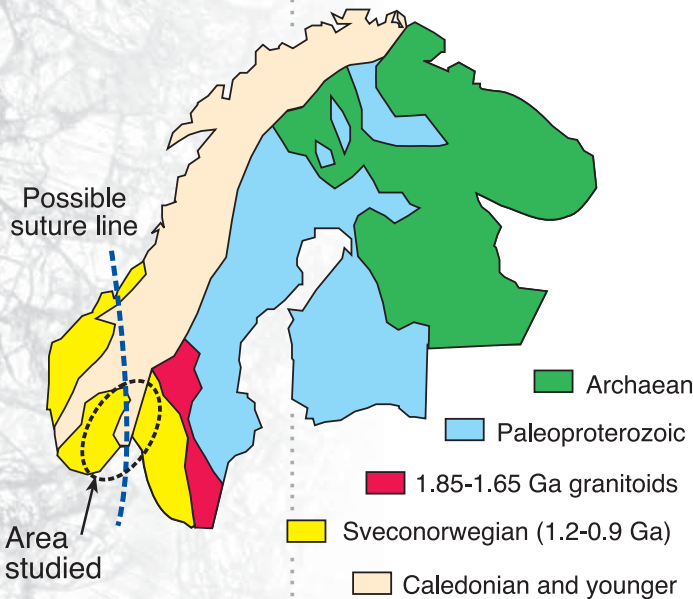 Possible
suture line
Area
studied
Archaean
Paleoproterozoic
1.85-1.65 Ga granitoids
Sveconorwegian (1.2-0.9 Ga)
Caledonian and younger